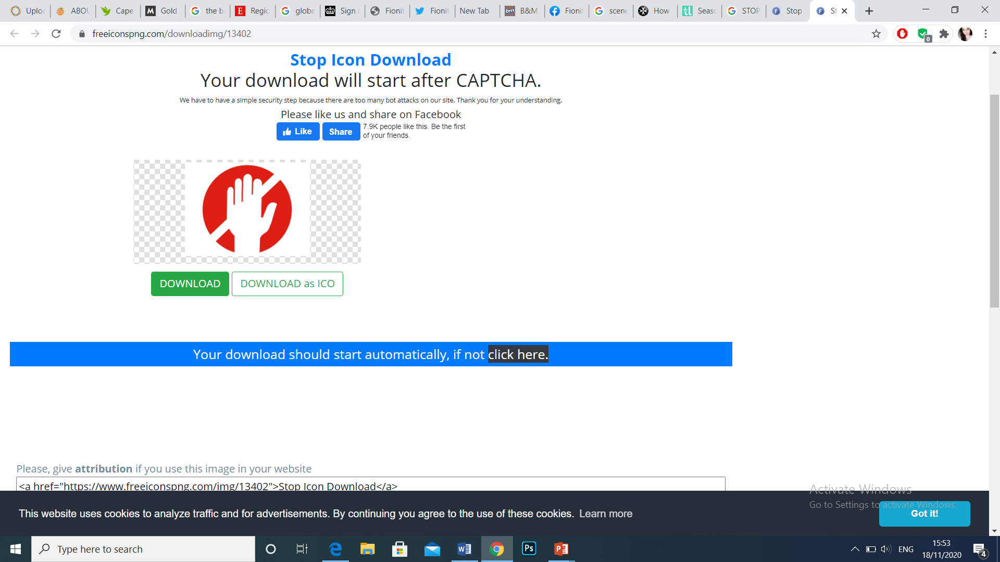 Uploa
ABOU
Cape
Gold
the b
Regio
globe
Sign i
Fionit
Fionit
New Tab
B&M
Fionit
scene
How
Seaso
STOP
Stop
St
freeiconspng.com/downloadimg/13402
0
Stop Icon Download
Your download will start after CAPTCHA.
We have to have a simple security step because there are too many bot attacks on our site. Thank you for your understanding.
Please like us and share on Facebook
Like
Share
7.9K people like this. Be the first
of your friends.
DOWNLOAD
DOWNLOAD as ICO
Your download should start automatically, if not click here.
Please, give attribution if you use this image in your website
<a href="https://www.freeiconspng.com/img/13402">Stop Icon Download</a>
Activate Windows
Go to Settings to activate Windows.
This website uses cookies to analyze traffic and for advertisements. By continuing you agree to the use of these cookies. Learn more
Got it!
Type here to search
ENG
15:53
18/11/2020
4